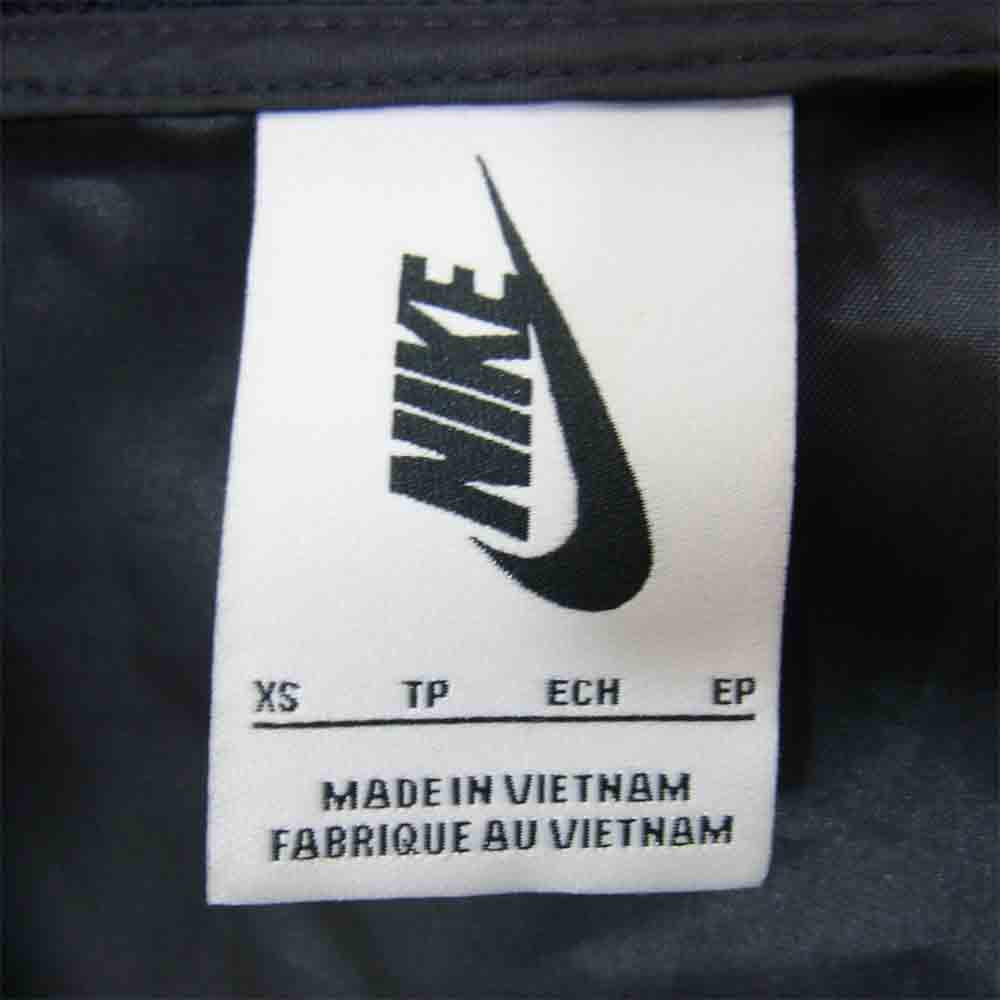 NIKE
XS TP ECH EP
MADE IN VIETNAM
FABRIQUE AU VIETNAM